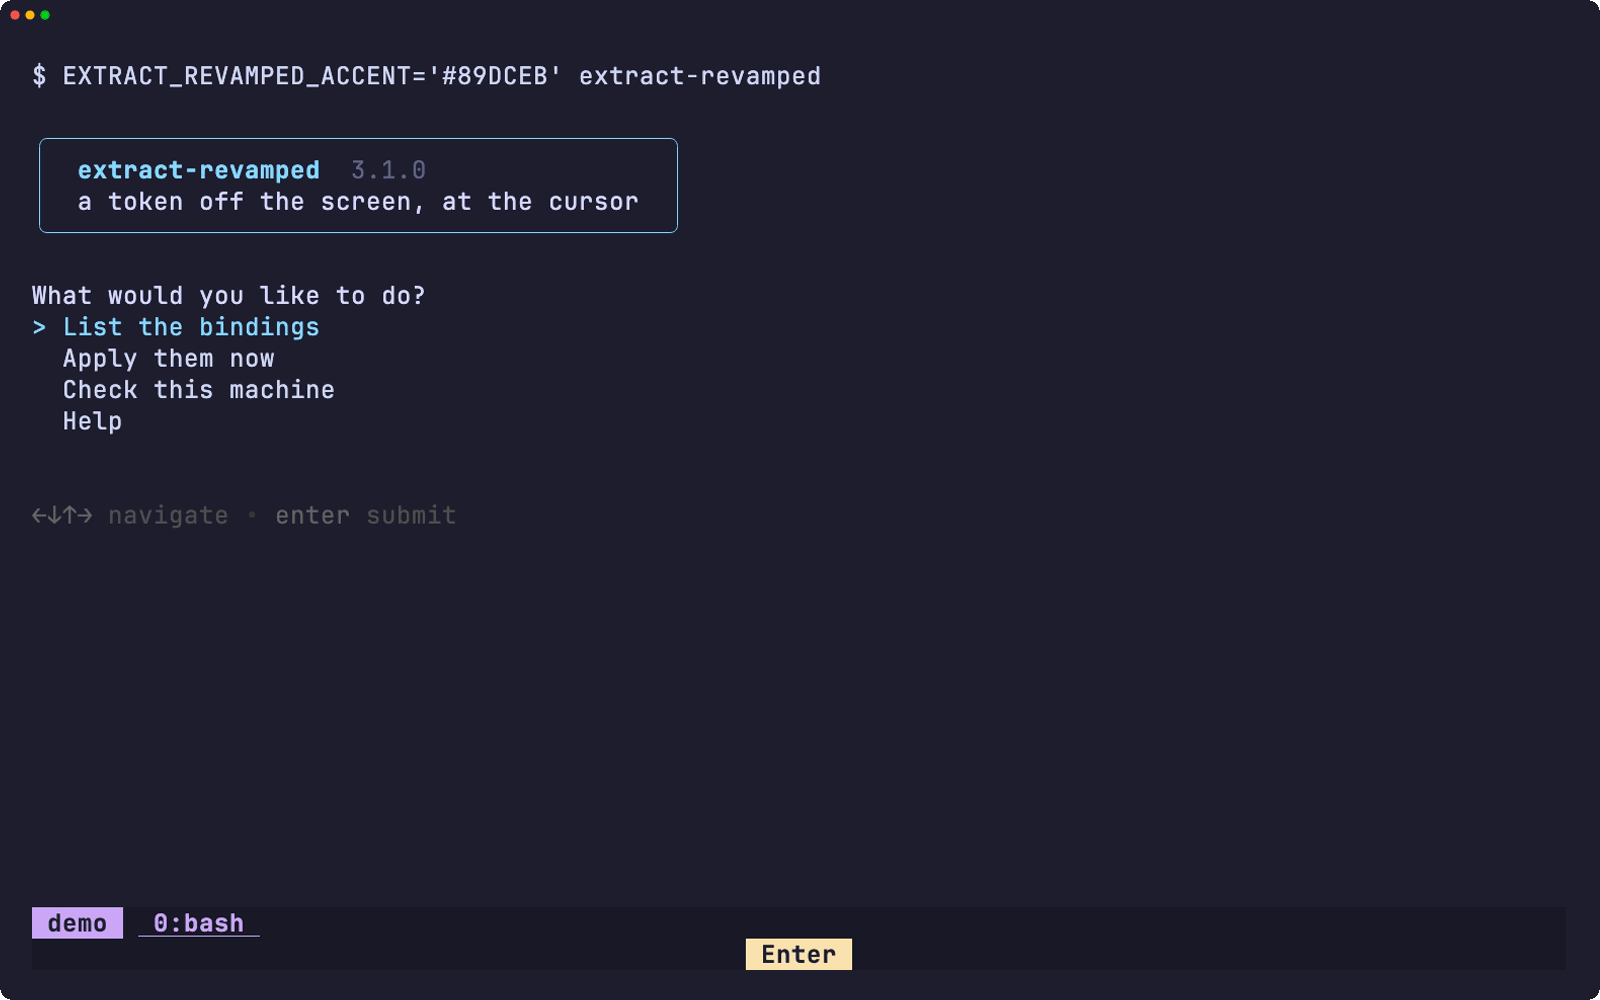 $ EXTRACT_REVAMPED_ACCENT='#89DCEB' extract-revamped
extract-revamped 3.1.0
a token off the screen, at the cursor
What would you like to do?
> List the bindings
Apply them now
Check this machine
Help
←↓↑→ navigate • enter submit
demo 0:bash
Enter